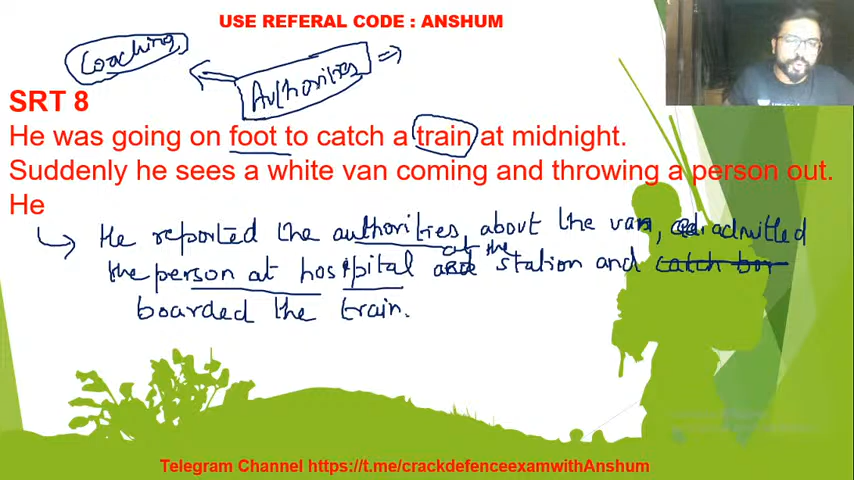 USE REFERAL CODE : ANSHUM
Coaching
Authorities
SRT 8
He was going on foot to catch a train at midnight.
Suddenly he sees a white van coming and throwing a person out.
He
He reported the authorities, about the van, admitted
the person at hospital at the station and catch bor
boarded the train.
Telegram Channel https://t.me/crackdefenceexamwithAnshum